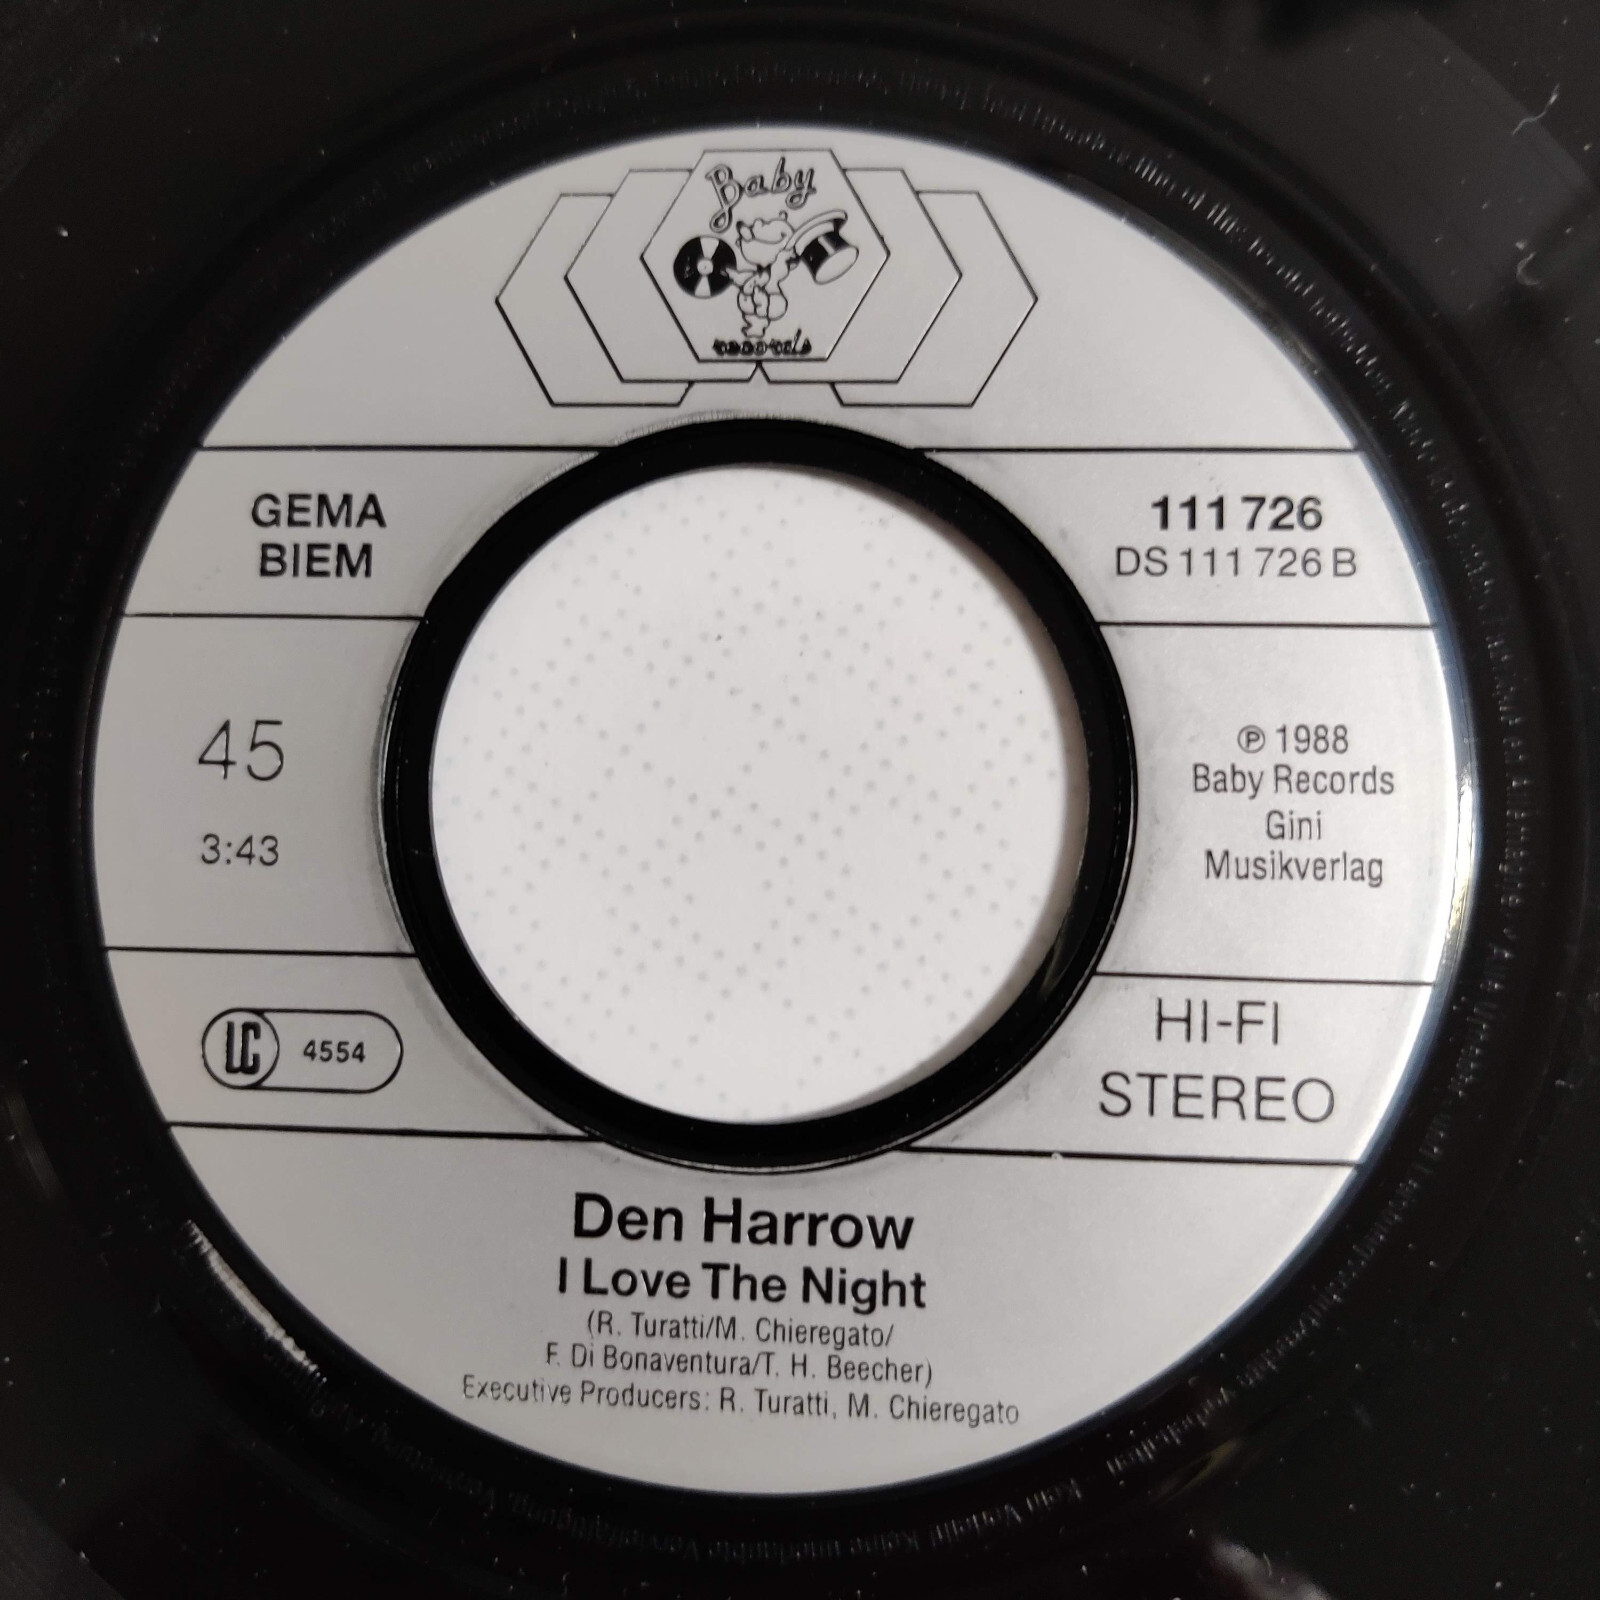 Baby
records
GEMA
BIEM
111 726
DS 111 726 B
45
3:43
℗ 1988
Baby Records
Gini
Musikverlag
LC 4554
HI-FI
STEREO
Den Harrow
I Love The Night
(R. Turatti/M. Chieregato/
F. Di Bonaventura/T. H. Beecher)
Executive Producers: R. Turatti, M. Chieregato